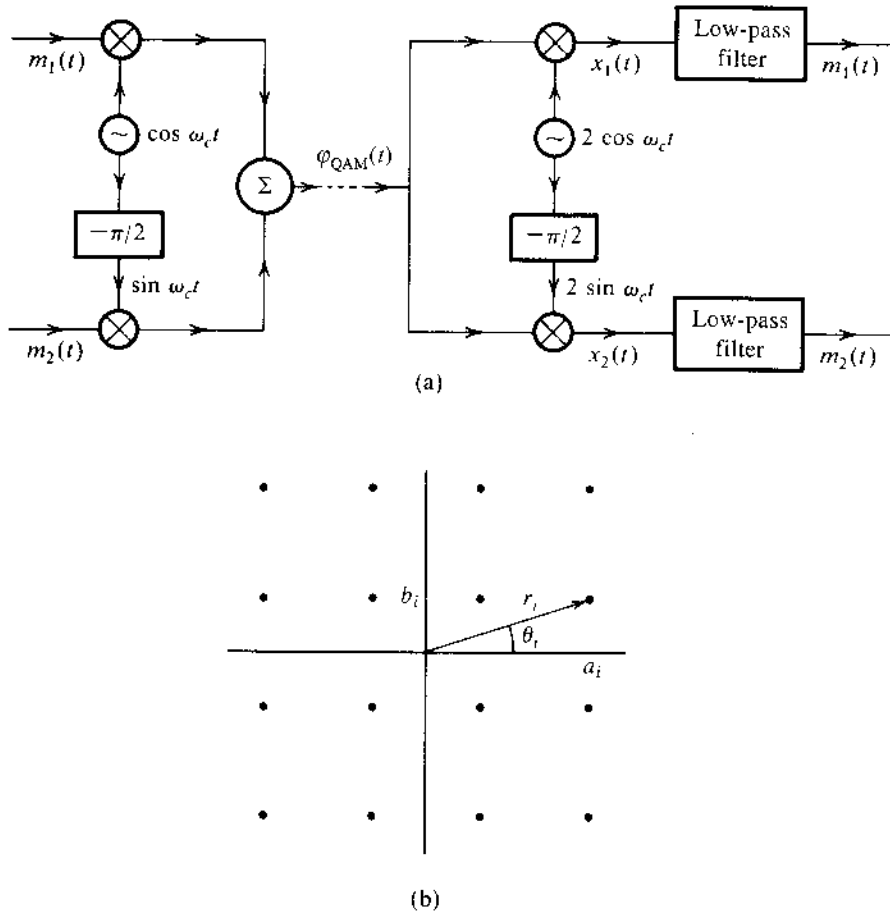 m₁(t)
cos ω_c t
−π/2
sin ω_c t
m₂(t)
Σ
φ_QAM(t)
x₁(t)
Low-pass
filter
m₁(t)
2 cos ω_c t
−π/2
2 sin ω_c t
x₂(t)
Low-pass
filter
m₂(t)
(a)
b_i
r_i
θ_i
a_i
(b)